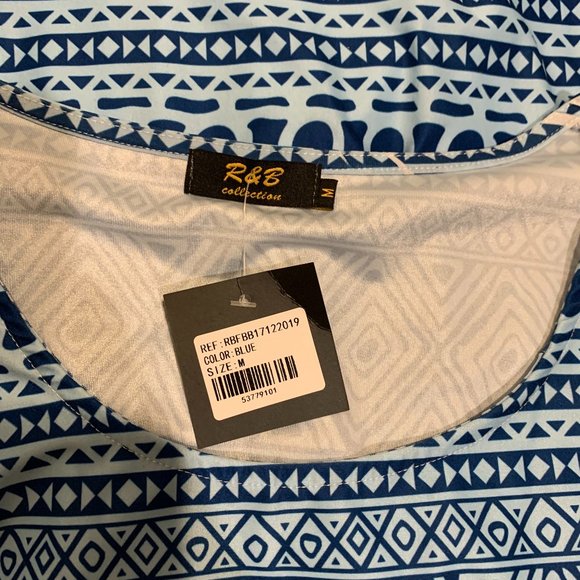 R&B
collection
M
REF:RBFBB17122019
COLOR:BLUE
SIZE:M
53779101